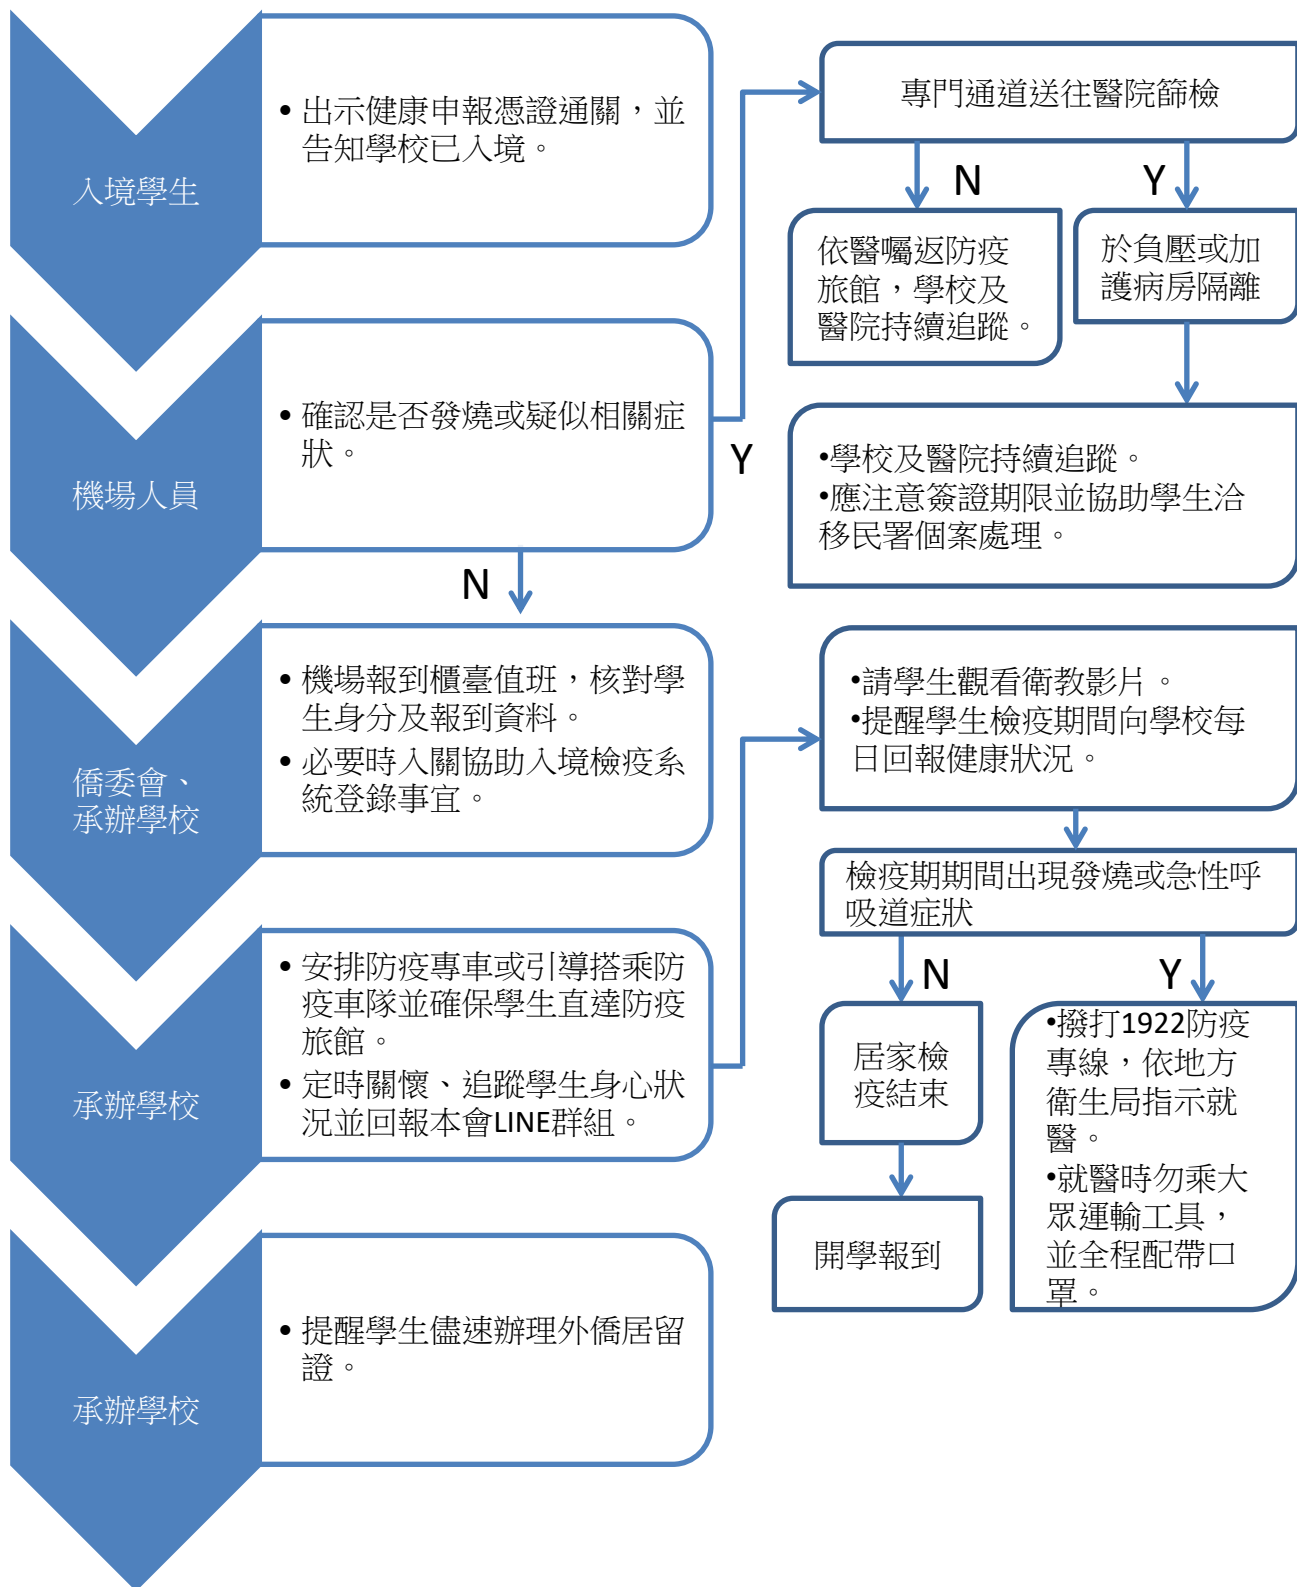 入境學生
• 出示健康申報憑證通關，並
告知學校已入境。
機場人員
• 確認是否發燒或疑似相關症
狀。
Y
N
專門通道送往醫院篩檢
N
Y
依醫囑返防疫
旅館，學校及
醫院持續追蹤。
於負壓或加
護病房隔離
•學校及醫院持續追蹤。
•應注意簽證期限並協助學生洽
移民署個案處理。
僑委會、
承辦學校
• 機場報到櫃臺值班，核對學
生身分及報到資料。
• 必要時入關協助入境檢疫系
統登錄事宜。
承辦學校
• 安排防疫專車或引導搭乘防
疫車隊並確保學生直達防疫
旅館。
• 定時關懷、追蹤學生身心狀
況並回報本會LINE群組。
•請學生觀看衛教影片。
•提醒學生檢疫期間向學校每
日回報健康狀況。
檢疫期期間出現發燒或急性呼
吸道症狀
N
Y
居家檢
疫結束
開學報到
•撥打1922防疫
專線，依地方
衛生局指示就
醫。
•就醫時勿乘大
眾運輸工具，
並全程配帶口
罩。
承辦學校
• 提醒學生儘速辦理外僑居留
證。